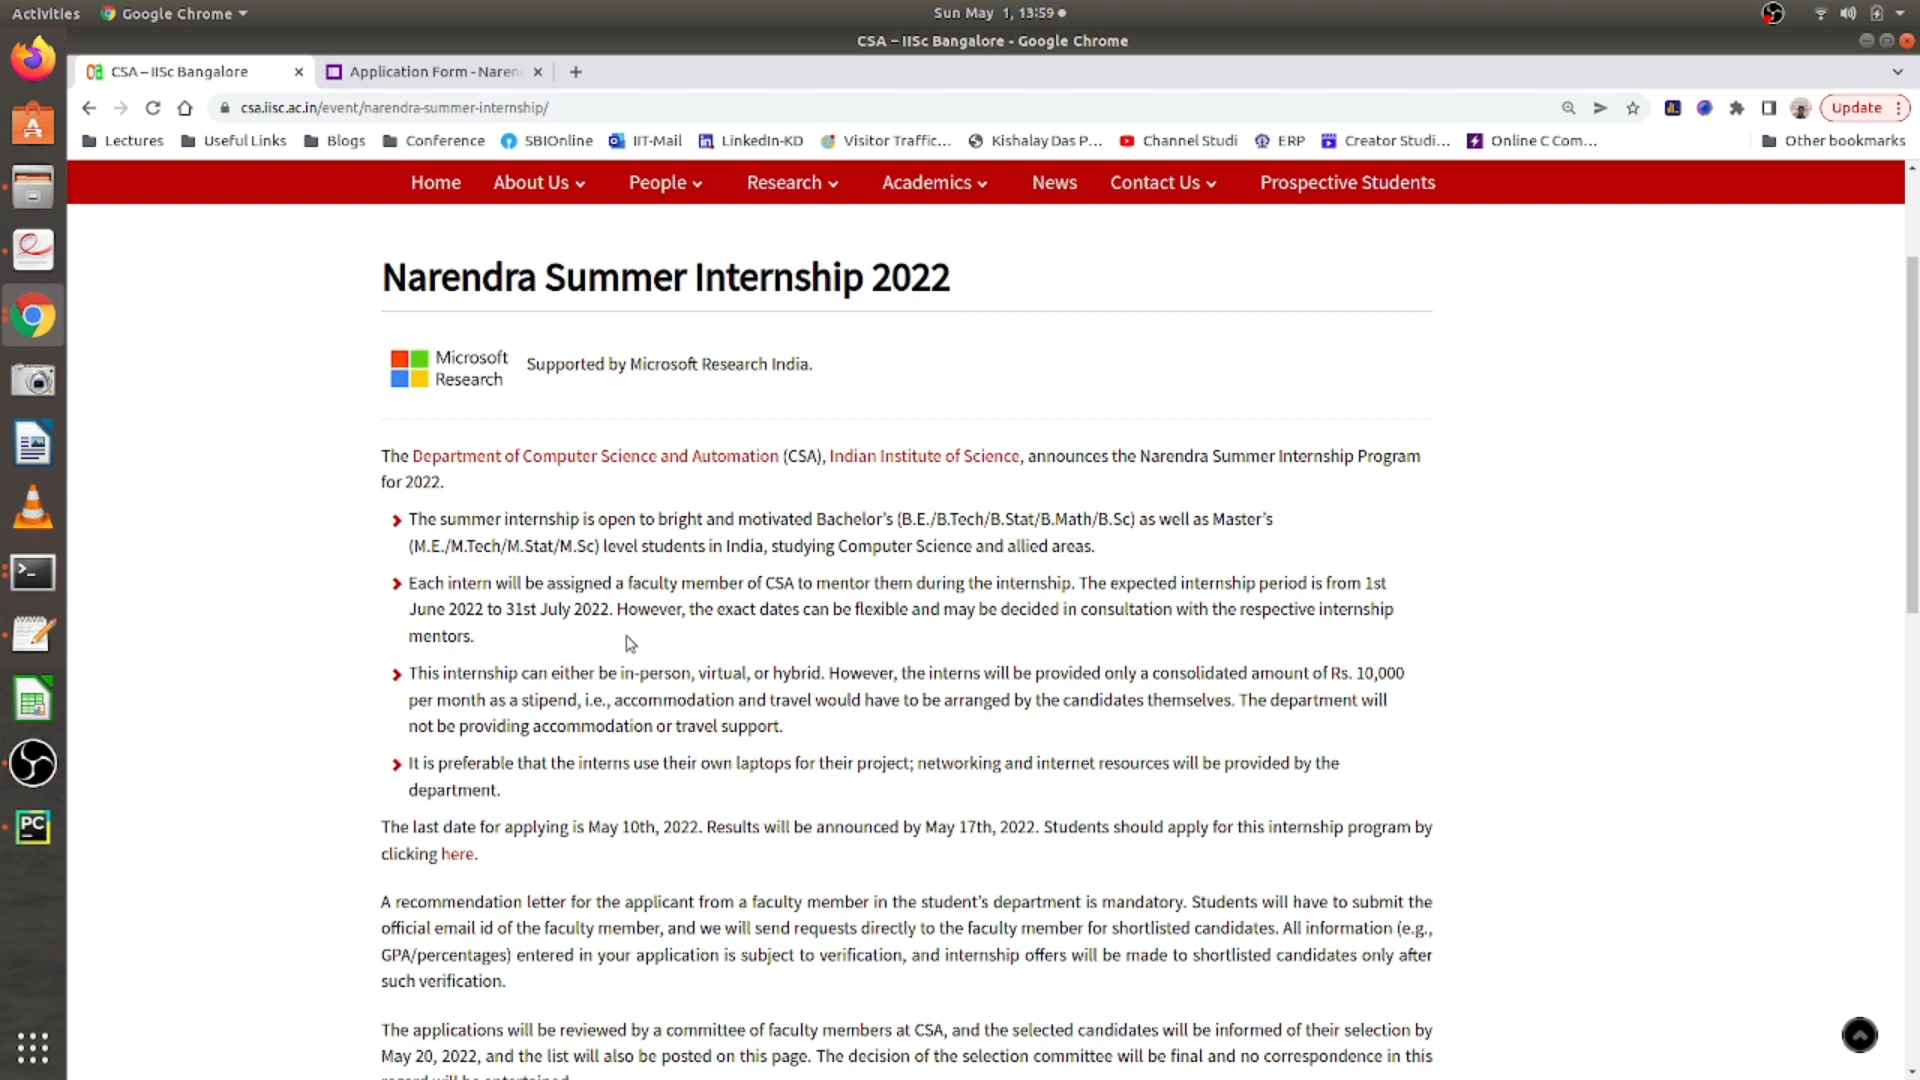 Activities Google Chrome Sun May 1, 13:59
CSA – IISc Bangalore - Google Chrome
CSA – IISc Bangalore Application Form - Naren
csa.iisc.ac.in/event/narendra-summer-internship/ Update
Lectures Useful Links Blogs Conference SBIOnline IIT-Mail LinkedIn-KD Visitor Traffic... Kishalay Das P... Channel Studi ERP Creator Studi... Online C Com... Other bookmarks
Home About Us People Research Academics News Contact Us Prospective Students
Narendra Summer Internship 2022
Microsoft
Research
Supported by Microsoft Research India.
The Department of Computer Science and Automation (CSA), Indian Institute of Science, announces the Narendra Summer Internship Program
for 2022.
The summer internship is open to bright and motivated Bachelor's (B.E./B.Tech/B.Stat/B.Math/B.Sc) as well as Master's
(M.E./M.Tech/M.Stat/M.Sc) level students in India, studying Computer Science and allied areas.
Each intern will be assigned a faculty member of CSA to mentor them during the internship. The expected internship period is from 1st
June 2022 to 31st July 2022. However, the exact dates can be flexible and may be decided in consultation with the respective internship
mentors.
This internship can either be in-person, virtual, or hybrid. However, the interns will be provided only a consolidated amount of Rs. 10,000
per month as a stipend, i.e., accommodation and travel would have to be arranged by the candidates themselves. The department will
not be providing accommodation or travel support.
It is preferable that the interns use their own laptops for their project; networking and internet resources will be provided by the
department.
The last date for applying is May 10th, 2022. Results will be announced by May 17th, 2022. Students should apply for this internship program by
clicking here.
A recommendation letter for the applicant from a faculty member in the student's department is mandatory. Students will have to submit the
official email id of the faculty member, and we will send requests directly to the faculty member for shortlisted candidates. All information (e.g.,
GPA/percentages) entered in your application is subject to verification, and internship offers will be made to shortlisted candidates only after
such verification.
The applications will be reviewed by a committee of faculty members at CSA, and the selected candidates will be informed of their selection by
May 20, 2022, and the list will also be posted on this page. The decision of the selection committee will be final and no correspondence in this
PC